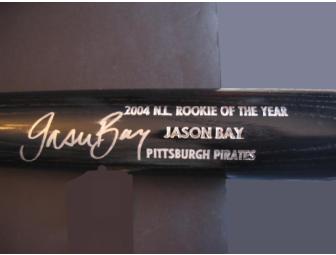 2004 N.L. ROOKIE OF THE YEAR
Jason Bay
JASON BAY
PITTSBURGH PIRATES